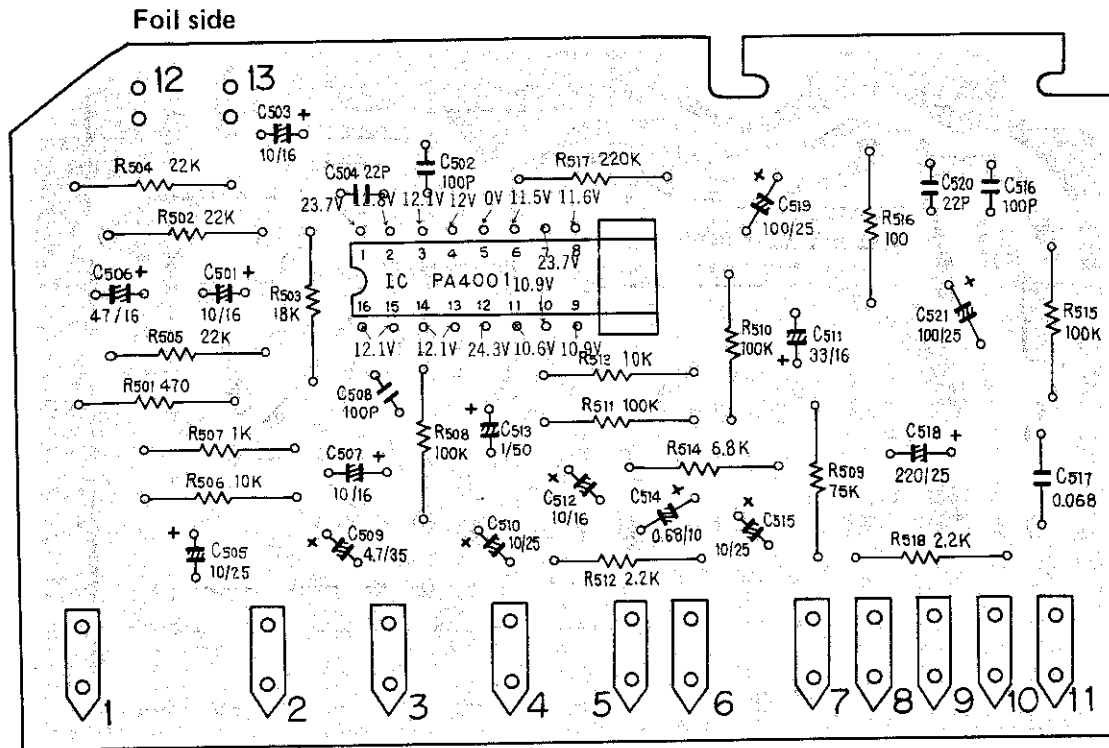 Foil side
12 13
C503 +
10/16
R504 22K
C504 22P
C502
100P
R517 220K
23.7V 11.8V 12.1V 12V 0V 11.5V 11.6V
C519
100/25
R516
100
C520
22P
C516
100P
R502 22K
1 2 3 4 5 6 7 8
23.7V
IC PA4001
10.9V
16 15 14 13 12 11 10 9
12.1V 12.1V 24.3V 10.6V 10.9V
C506 +
47/16
C501 +
10/16
R503
18K
R510
100K
C511
33/16
+
C521
100/25
R515
100K
R505 22K
R512 10K
R501 470
C508
100P
R511 100K
R508
100K
+
C513
1/50
R507 1K
R514 6.8K
C518 +
220/25
C507 +
10/16
R509
75K
C517
0.068
R506 10K
C512
10/16
C514
0.68/10
C515
10/25
+
C505
10/25
C509
4.7/35
C510
10/25
R512 2.2K
R518 2.2K
1 2 3 4 5 6 7 8 9 10 11